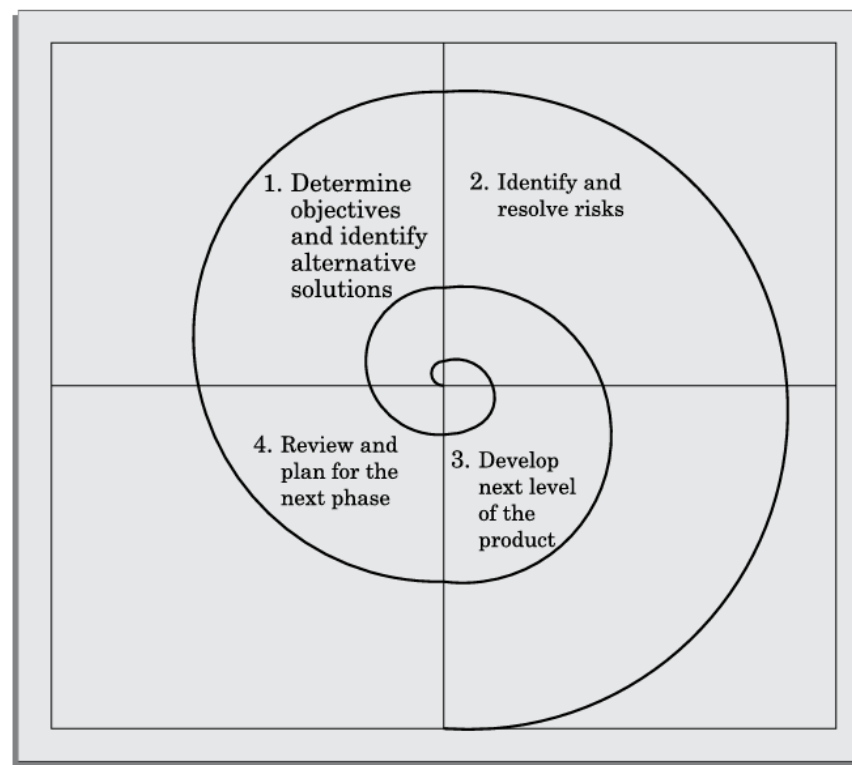 1. Determine
objectives
and identify
alternative
solutions
2. Identify and
resolve risks
4. Review and
plan for the
next phase
3. Develop
next level
of the
product